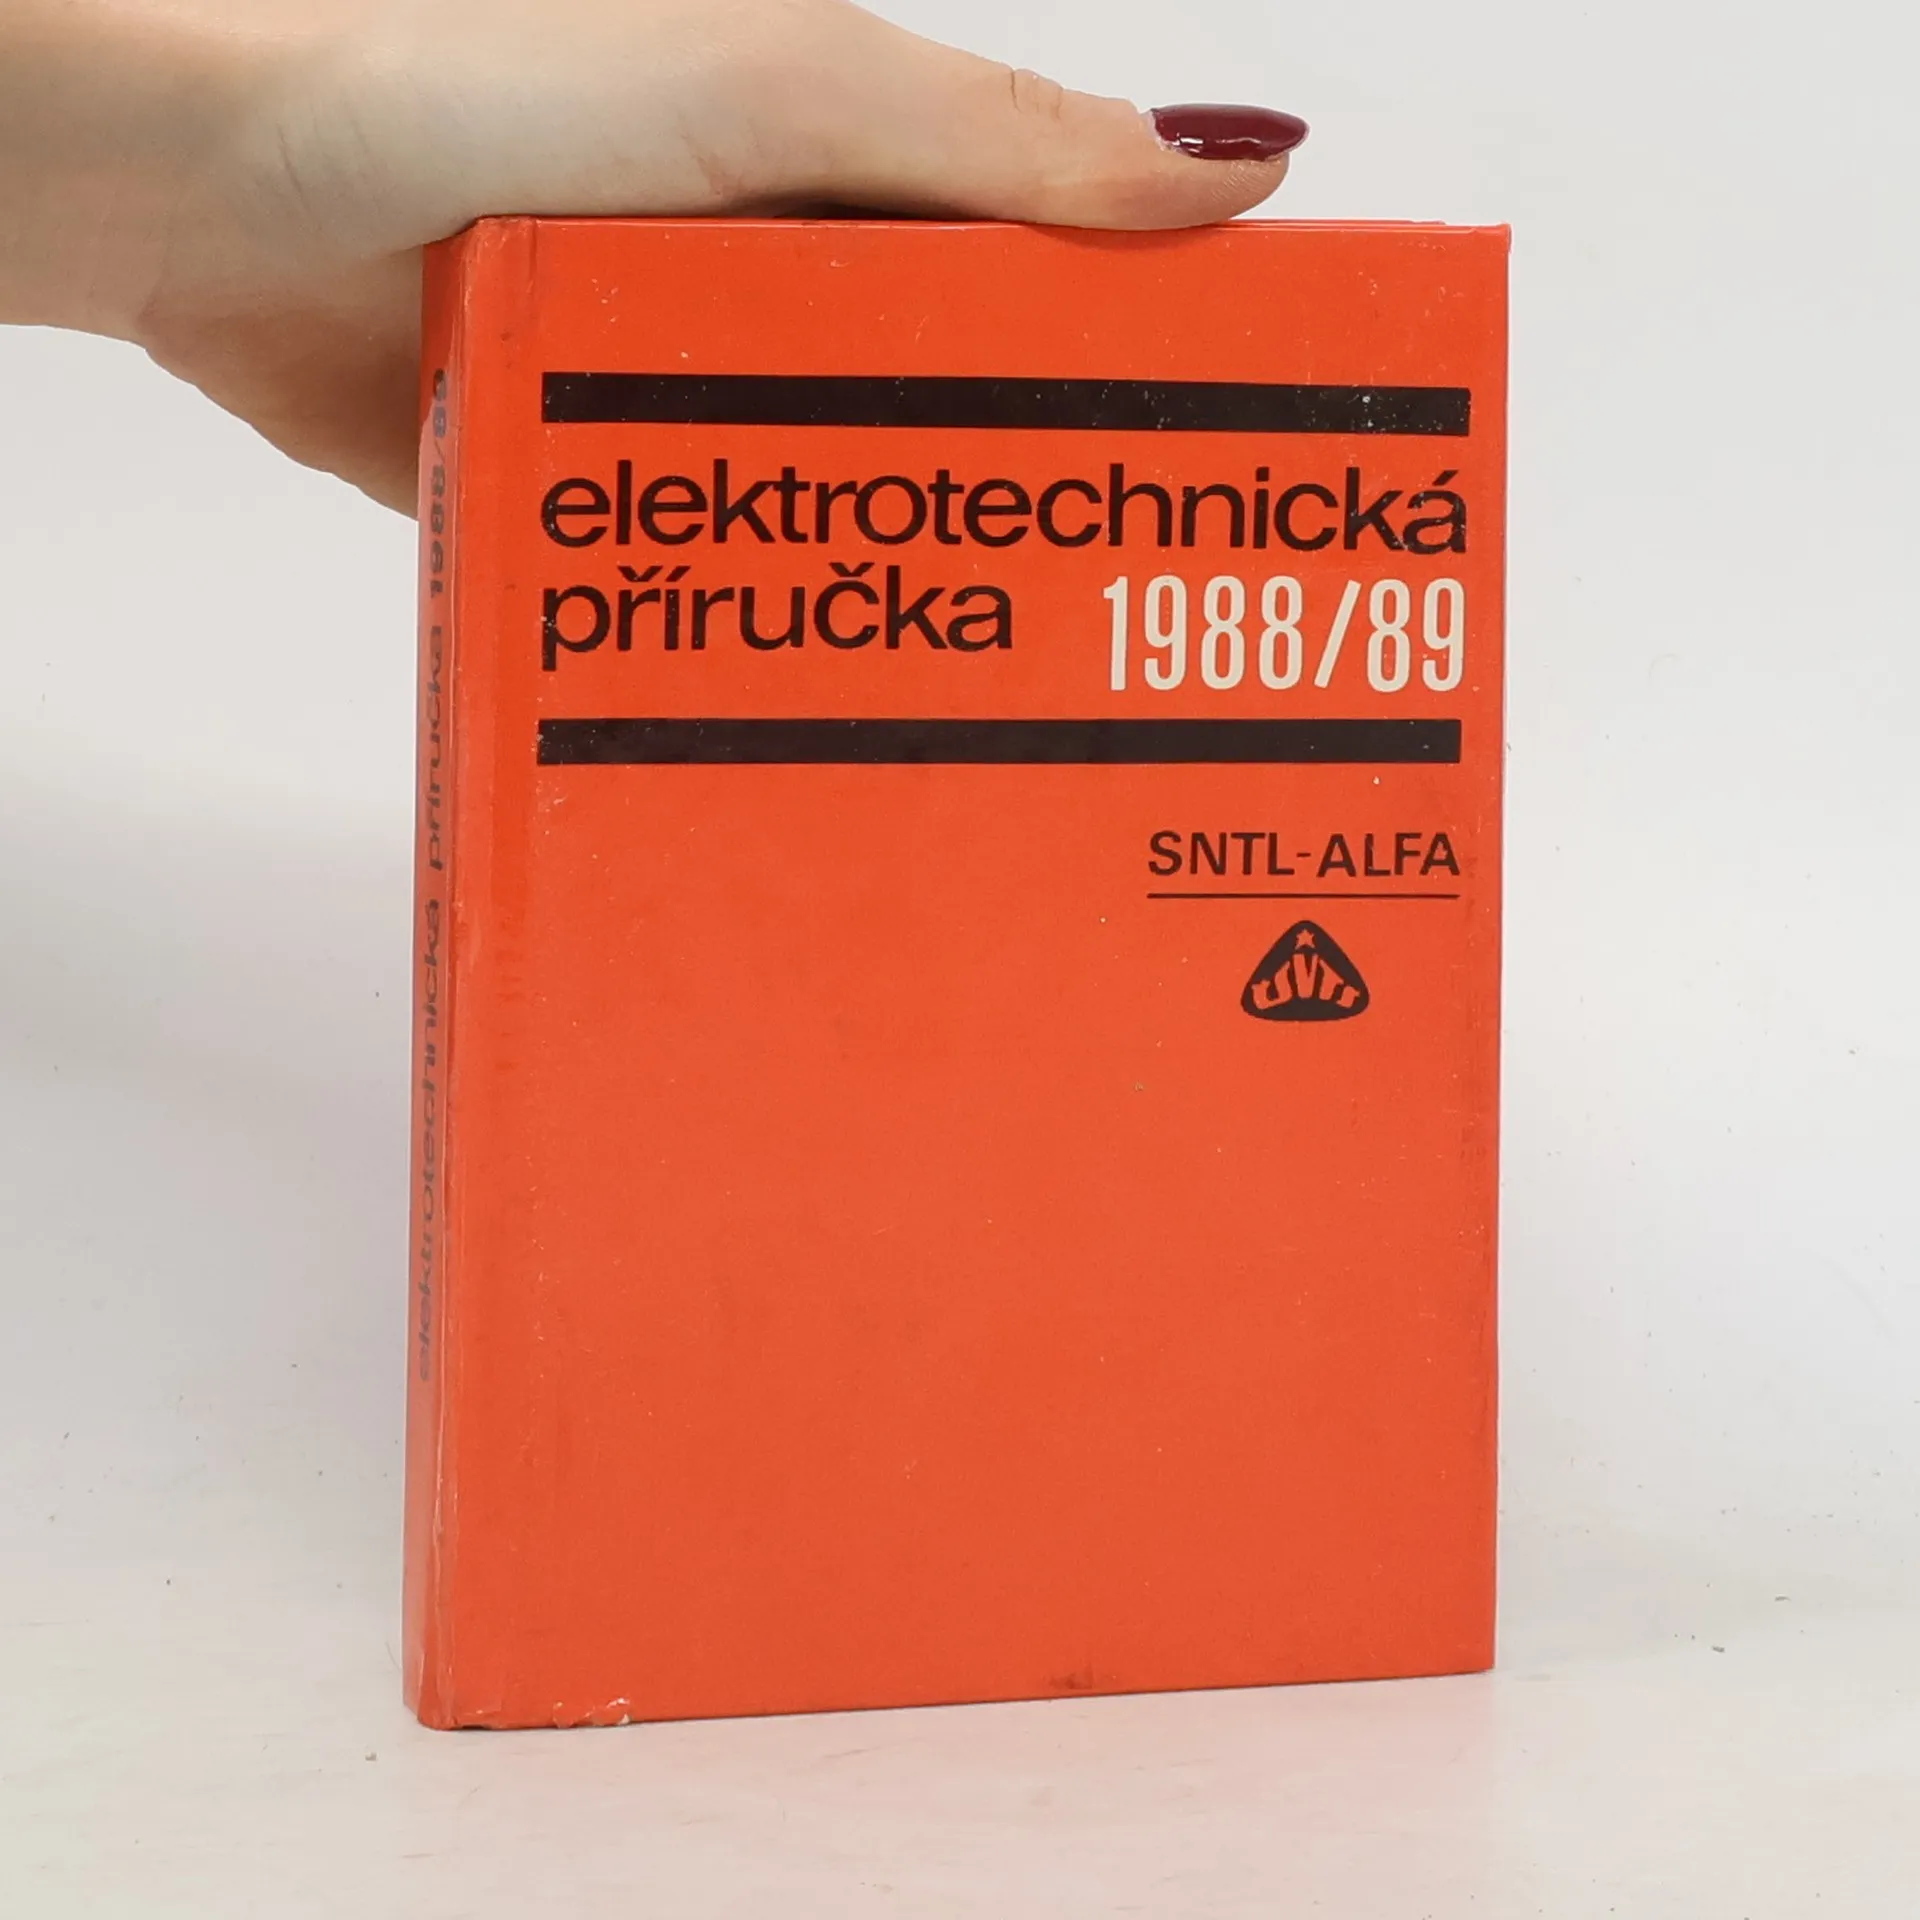 elektrotechnická
příručka 1988/89
SNTL-ALFA
ČSVTS
elektrotechnická příručka 1988/89